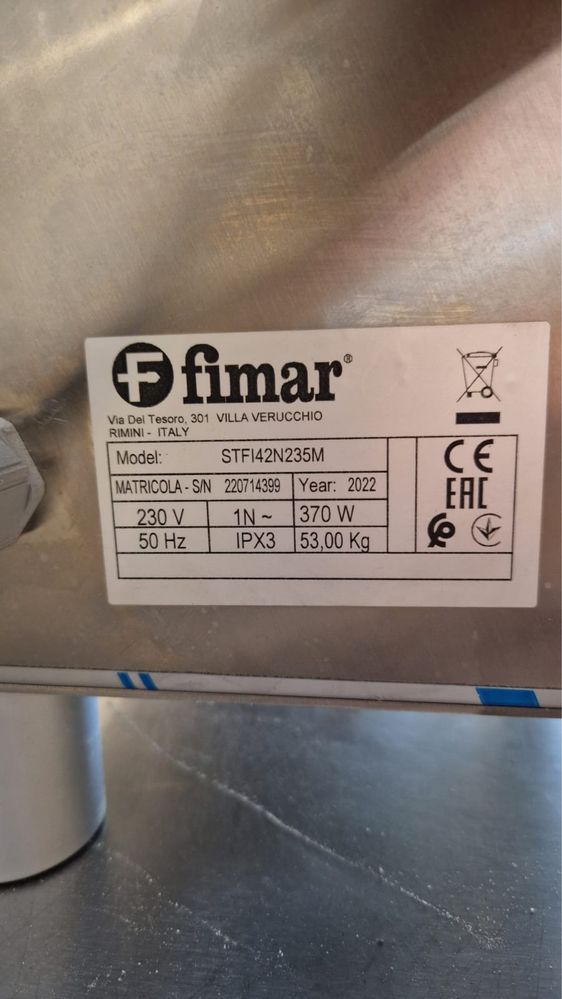 F fimar®
Via Del Tesoro, 301 VILLA VERUCCHIO
RIMINI - ITALY
Model: STFI42N235M
MATRICOLA - S/N 220714399 Year: 2022
230 V 1N ~ 370 W
50 Hz IPX3 53,00 Kg
CE
EAC